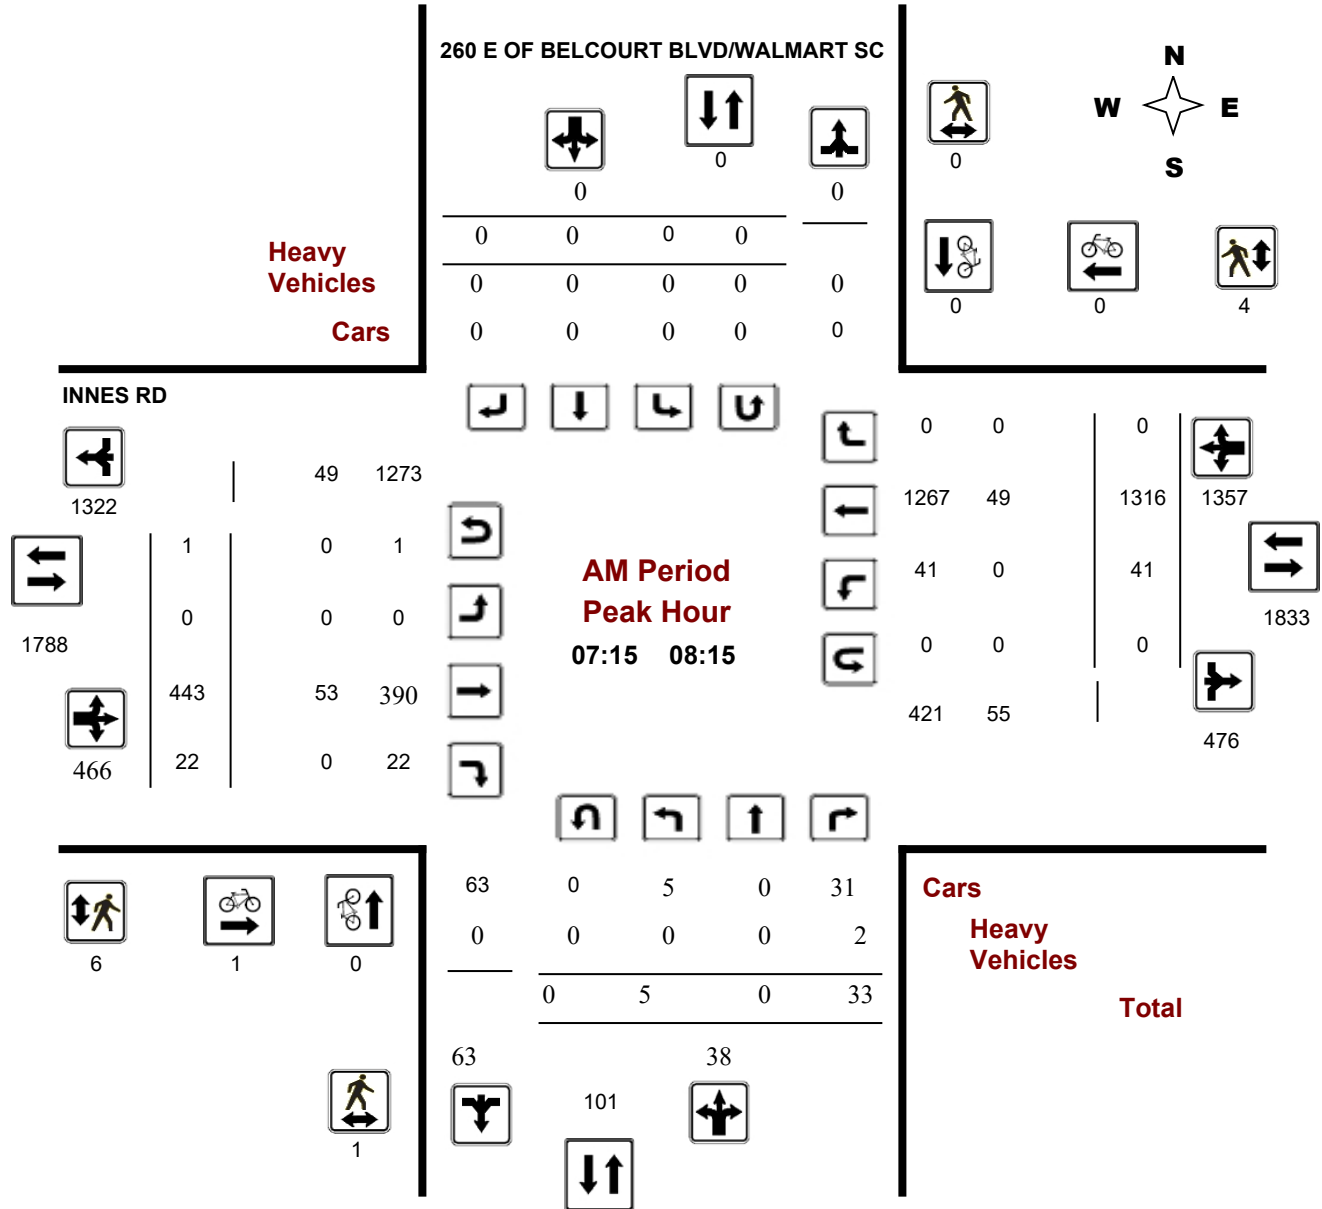 260 E OF BELCOURT BLVD/WALMART SC
N
W E
S
0
0
0 0
0 0 0 0
Heavy
Vehicles
0 0 0 0 0
Cars
0 0 0 0 0
0 0 4
INNES RD
0 0 0
49 1273
1322
1267 49 1316 1357
1 0 1
AM Period
41 0 41
0 0 0
Peak Hour
1833
1788
07:15 08:15
0 0 0
443 53 390
421 55
476
466 22 0 22
63 0 5 0 31
Cars
0 0 0 0 2
Heavy
Vehicles
6 1 0
0 5 0 33
Total
63 38
101
1